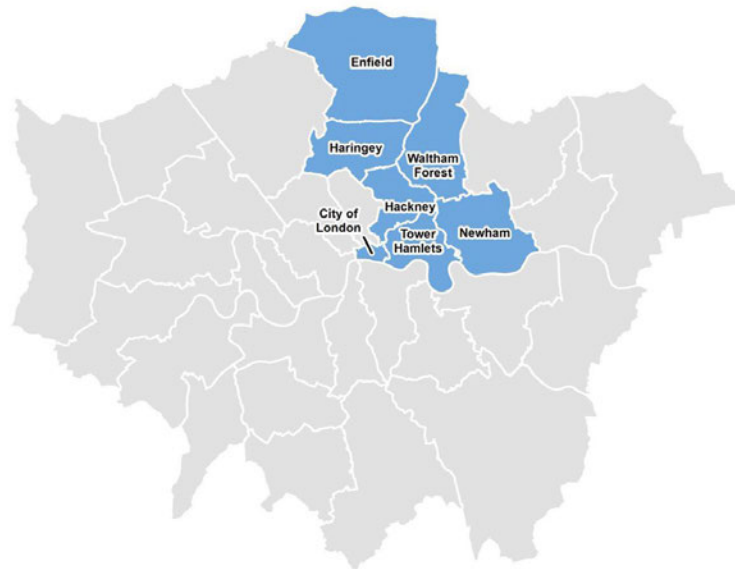 Enfield
Haringey
Waltham
Forest
Hackney
City of
London
Tower
Hamlets
Newham